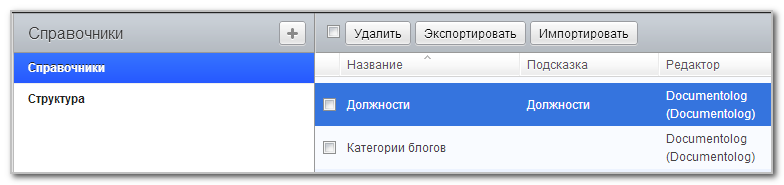 Справочники
+
Справочники
Структура
Удалить Экспортировать Импортировать
Название Подсказка Редактор
Должности Должности Documentolog
(Documentolog)
Категории блогов Documentolog
(Documentolog)